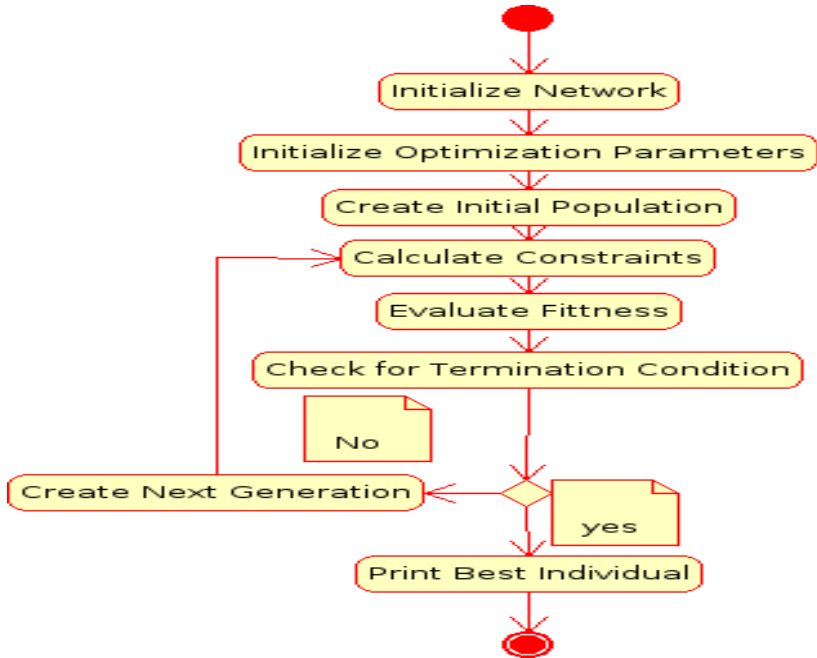 Initialize Network
Initialize Optimization Parameters
Create Initial Population
Calculate Constraints
Evaluate Fittness
Check for Termination Condition
No
Create Next Generation
yes
Print Best Individual